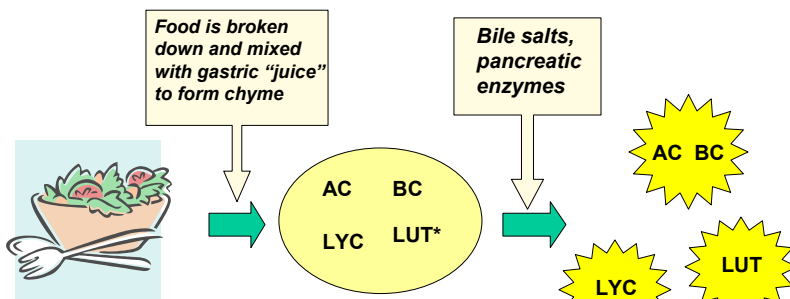 Food is broken
down and mixed
with gastric “juice”
to form chyme
Bile salts,
pancreatic
enzymes
AC BC
LYC LUT*
AC BC
LUT
LYC